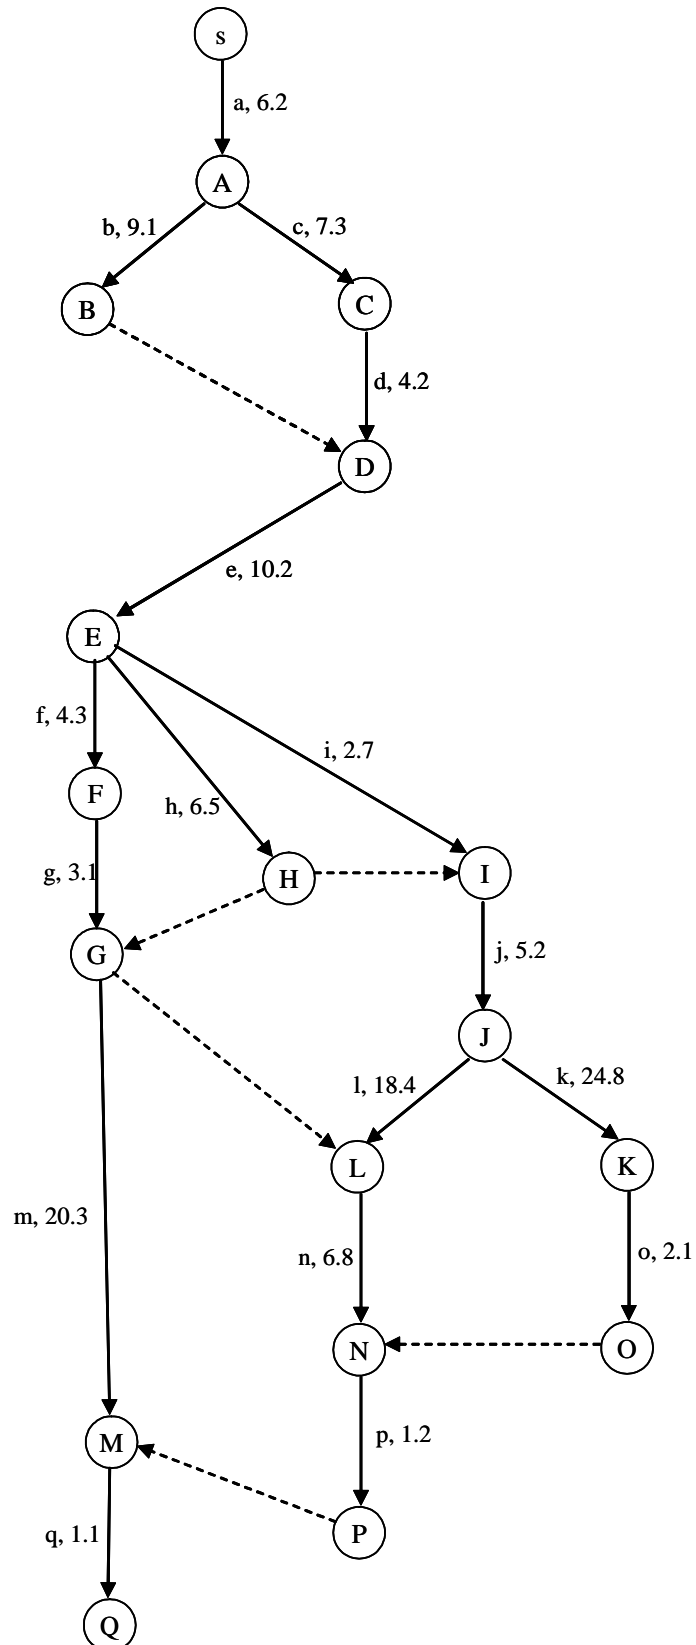 s
a, 6.2
A
b, 9.1
c, 7.3
B
C
d, 4.2
D
e, 10.2
E
f, 4.3
i, 2.7
F
h, 6.5
g, 3.1
H
I
G
j, 5.2
J
l, 18.4
k, 24.8
L
K
m, 20.3
n, 6.8
o, 2.1
N
O
M
p, 1.2
P
q, 1.1
Q